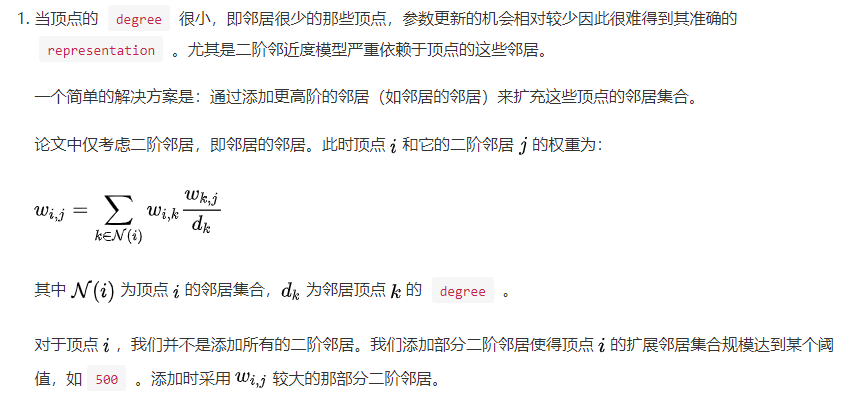 1. 当顶点的 degree 很小，即邻居很少的那些顶点，参数更新的机会相对较少因此很难得到其准确的
representation 。尤其是二阶邻近度模型严重依赖于顶点的这些邻居。
一个简单的解决方案是：通过添加更高阶的邻居（如邻居的邻居）来扩充这些顶点的邻居集合。
论文中仅考虑二阶邻居，即邻居的邻居。此时顶点 i 和它的二阶邻居 j 的权重为：
w_{i,j} = \sum_{k∈\mathcal{N}(i)} w_{i,k} \frac{w_{k,j}}{d_k}
其中 \mathcal{N}(i) 为顶点 i 的邻居集合，d_k 为邻居顶点 k 的 degree 。
对于顶点 i ，我们并不是添加所有的二阶邻居。我们添加部分二阶邻居使得顶点 i 的扩展邻居集合规模达到某个阈
值，如 500 。添加时采用 w_{i,j} 较大的那部分二阶邻居。